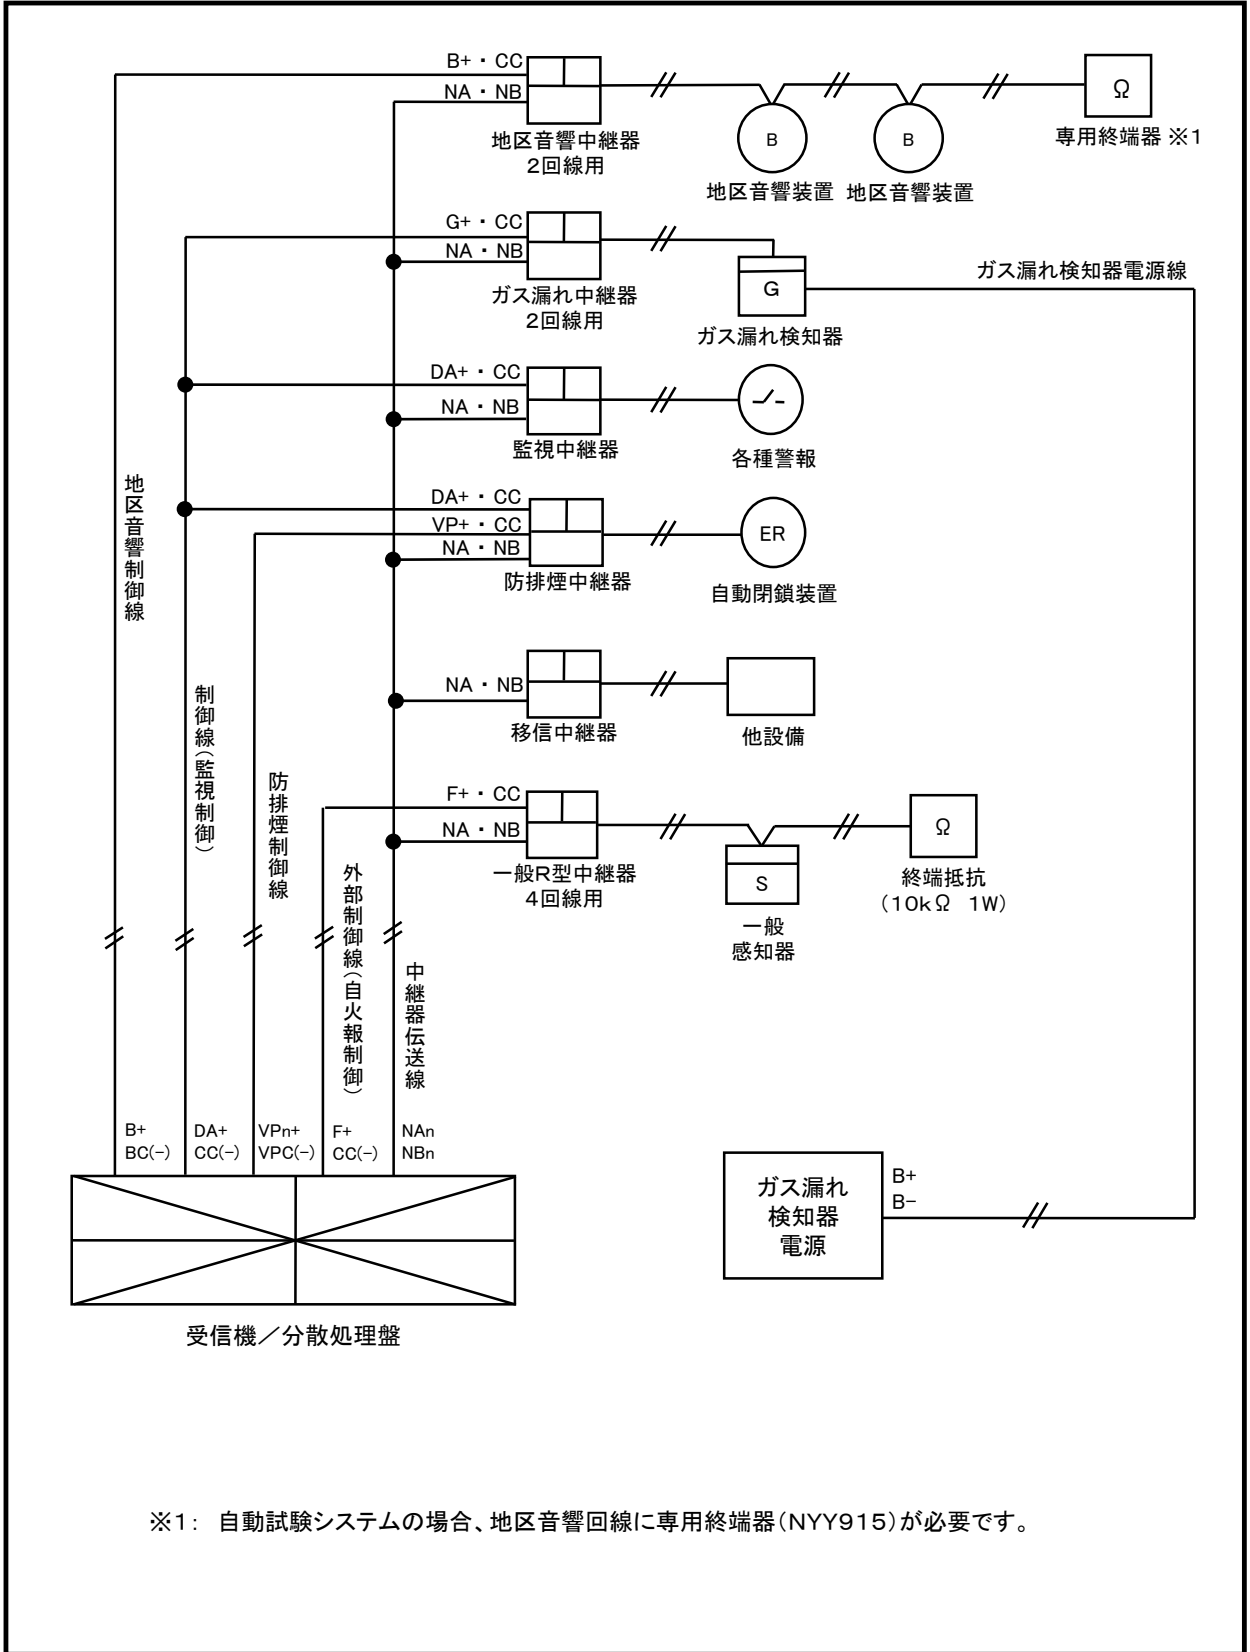 B+・CC
NA・NB
地区音響中継器
2回線用
B
B
地区音響装置
地区音響装置
Ω
専用終端器 ※1
G+・CC
NA・NB
ガス漏れ中継器
2回線用
G
ガス漏れ検知器
ガス漏れ検知器電源線
DA+・CC
NA・NB
監視中継器
各種警報
DA+・CC
VP+・CC
NA・NB
防排煙中継器
ER
自動閉鎖装置
NA・NB
移信中継器
他設備
F+・CC
NA・NB
一般R型中継器
4回線用
S
一般
感知器
Ω
終端抵抗
(10kΩ 1W)
地区音響制御線
制御線(監視制御)
防排煙制御線
外部制御線(自火報制御)
中継器伝送線
B+
BC(-)
DA+
CC(-)
VPn+
VPC(-)
F+
CC(-)
NAn
NBn
受信機/分散処理盤
ガス漏れ
検知器
電源
B+
B-
※1: 自動試験システムの場合、地区音響回線に専用終端器(NYY915)が必要です。